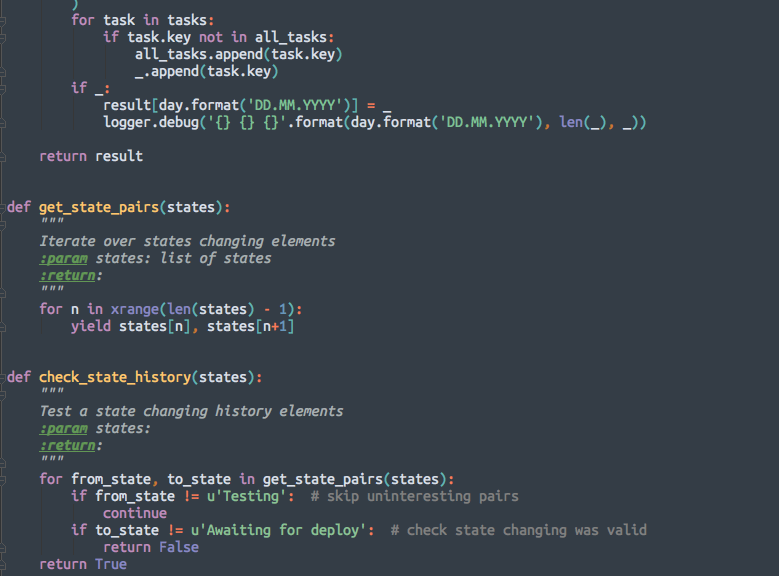 )
for task in tasks:
if task.key not in all_tasks:
all_tasks.append(task.key)
_.append(task.key)
if _:
result[day.format('DD.MM.YYYY')] = _
logger.debug('{} {} {}'.format(day.format('DD.MM.YYYY'), len(_), _))
return result
def get_state_pairs(states):
"""
Iterate over states changing elements
:param states: list of states
:return:
"""
for n in xrange(len(states) - 1):
yield states[n], states[n+1]
def check_state_history(states):
"""
Test a state changing history elements
:param states:
:return:
"""
for from_state, to_state in get_state_pairs(states):
if from_state != u'Testing':  # skip uninteresting pairs
continue
if to_state != u'Awaiting for deploy':  # check state changing was valid
return False
return True